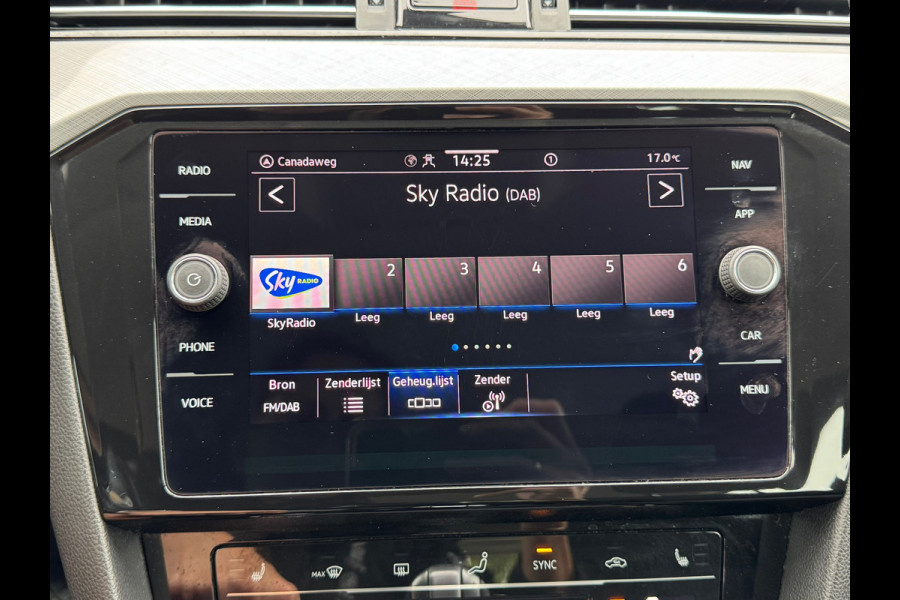 RADIO
MEDIA
PHONE
VOICE
Canadaweg
14:25
1
17.0°C
<
Sky Radio (DAB)
>
Sky RADIO
2
3
4
5
6
SkyRadio
Leeg
Leeg
Leeg
Leeg
Leeg
Bron
FM/DAB
Zenderlijst
Geheug.lijst
Zender
Setup
NAV
APP
CAR
MENU
MAX
SYNC